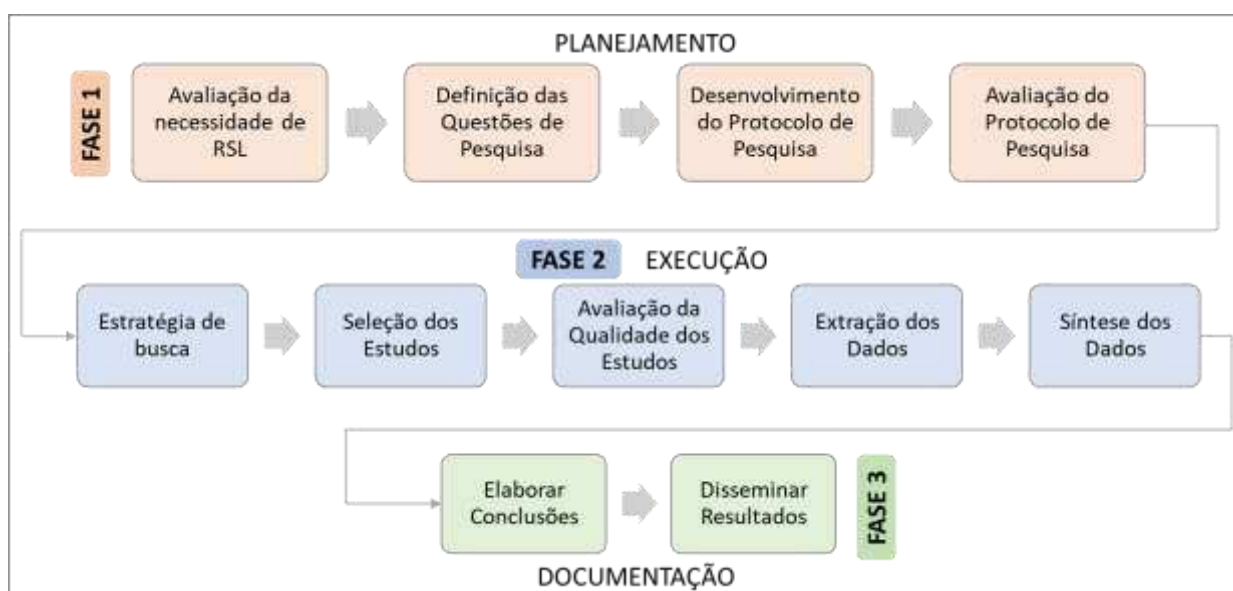 PLANEJAMENTO
FASE 1
Avaliação da
necessidade de
RSL
Definição das
Questões de
Pesquisa
Desenvolvimento
do Protocolo de
Pesquisa
Avaliação do
Protocolo de
Pesquisa
FASE 2
EXECUÇÃO
Estratégia de
busca
Seleção dos
Estudos
Avaliação da
Qualidade dos
Estudos
Extração dos
Dados
Síntese dos
Dados
Elaborar
Conclusões
Disseminar
Resultados
FASE 3
DOCUMENTAÇÃO